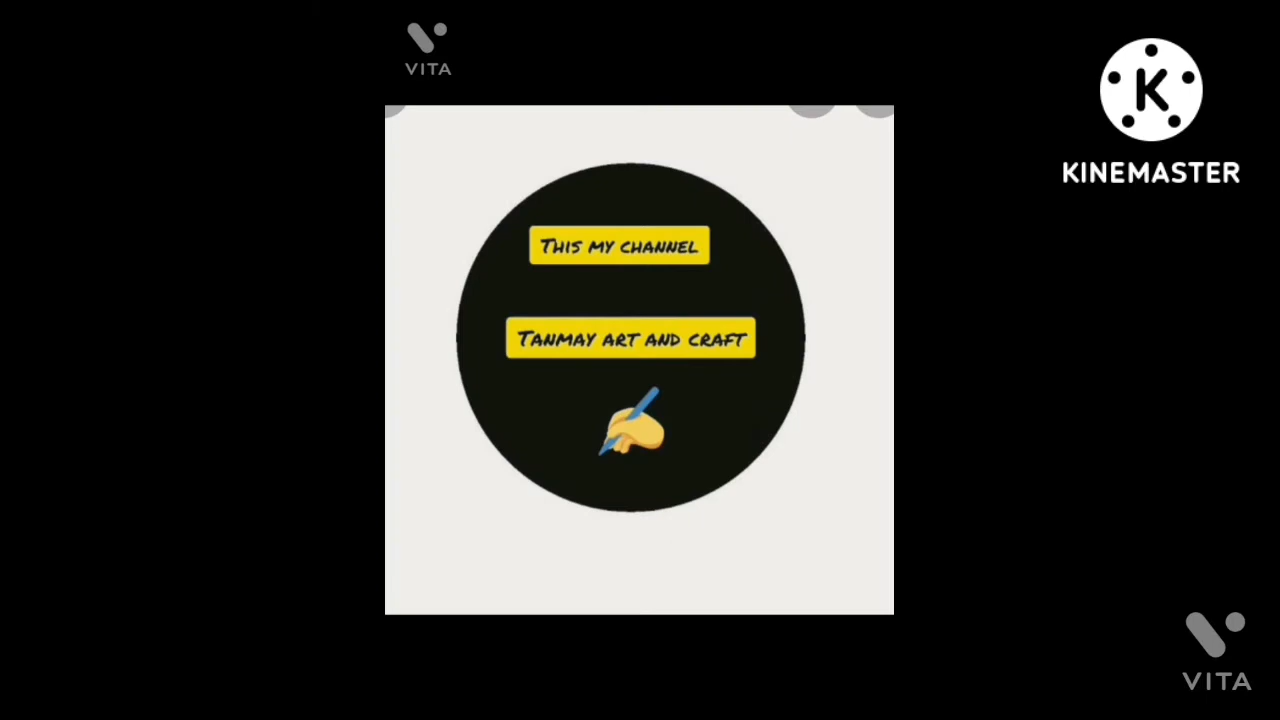 VITA
K
KINEMASTER
THIS MY CHANNEL
TANMAY ART AND CRAFT
VITA